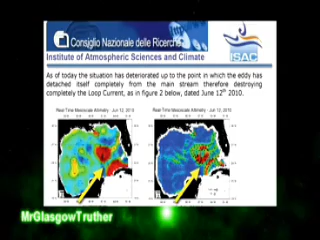 Consiglio Nazionale delle Ricerche
Institute of Atmospheric Sciences and Climate
ISAC
As of today the situation has deteriorated up to the point in which the eddy has
detached itself completely from the main stream therefore destroying
completely the Loop Current, as in figure 2 below, dated June 12th 2010.
Real-Time Mesoscale Altimetry - Jun 12, 2010
Real-Time Mesoscale Altimetry - Jun 12, 2010
MrGlasgowTruther